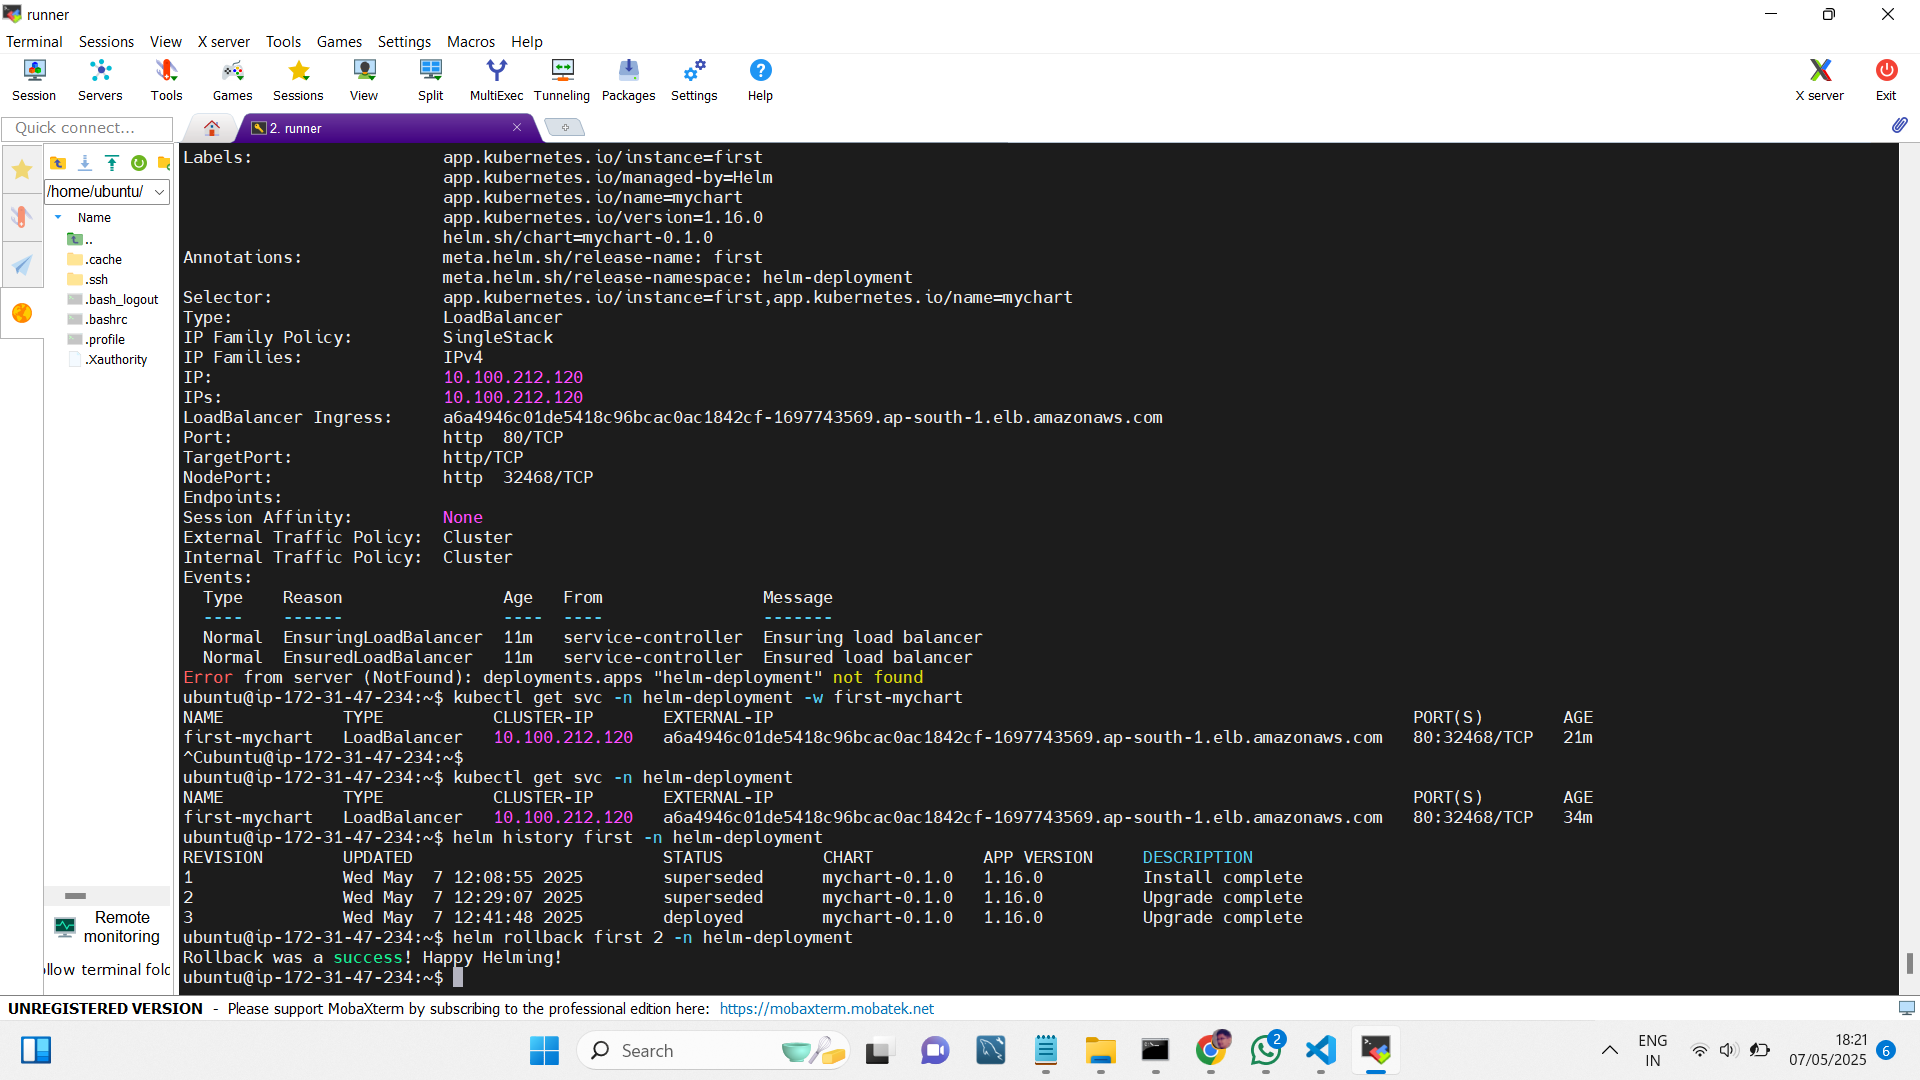 runner
Terminal Sessions View X server Tools Games Settings Macros Help
Session Servers Tools Games Sessions View Split MultiExec Tunneling Packages Settings Help X server Exit
Quick connect...
2. runner
/home/ubuntu/
Name
..
.cache
.ssh
.bash_logout
.bashrc
.profile
.Xauthority
Remote
monitoring
llow terminal fold
Labels: app.kubernetes.io/instance=first
app.kubernetes.io/managed-by=Helm
app.kubernetes.io/name=mychart
app.kubernetes.io/version=1.16.0
helm.sh/chart=mychart-0.1.0
Annotations: meta.helm.sh/release-name: first
meta.helm.sh/release-namespace: helm-deployment
Selector: app.kubernetes.io/instance=first,app.kubernetes.io/name=mychart
Type: LoadBalancer
IP Family Policy: SingleStack
IP Families: IPv4
IP: 10.100.212.120
IPs: 10.100.212.120
LoadBalancer Ingress: a6a4946c01de5418c96bcac0ac1842cf-1697743569.ap-south-1.elb.amazonaws.com
Port: http 80/TCP
TargetPort: http/TCP
NodePort: http 32468/TCP
Endpoints:
Session Affinity: None
External Traffic Policy: Cluster
Internal Traffic Policy: Cluster
Events:
Type Reason Age From Message
---- ------ ---- ---- -------
Normal EnsuringLoadBalancer 11m service-controller Ensuring load balancer
Normal EnsuredLoadBalancer 11m service-controller Ensured load balancer
Error from server (NotFound): deployments.apps "helm-deployment" not found
ubuntu@ip-172-31-47-234:~$ kubectl get svc -n helm-deployment -w first-mychart
NAME TYPE CLUSTER-IP EXTERNAL-IP PORT(S) AGE
first-mychart LoadBalancer 10.100.212.120 a6a4946c01de5418c96bcac0ac1842cf-1697743569.ap-south-1.elb.amazonaws.com 80:32468/TCP 21m
^Cubuntu@ip-172-31-47-234:~$
ubuntu@ip-172-31-47-234:~$ kubectl get svc -n helm-deployment
NAME TYPE CLUSTER-IP EXTERNAL-IP PORT(S) AGE
first-mychart LoadBalancer 10.100.212.120 a6a4946c01de5418c96bcac0ac1842cf-1697743569.ap-south-1.elb.amazonaws.com 80:32468/TCP 34m
ubuntu@ip-172-31-47-234:~$ helm history first -n helm-deployment
REVISION UPDATED STATUS CHART APP VERSION DESCRIPTION
1 Wed May 7 12:08:55 2025 superseded mychart-0.1.0 1.16.0 Install complete
2 Wed May 7 12:29:07 2025 superseded mychart-0.1.0 1.16.0 Upgrade complete
3 Wed May 7 12:41:48 2025 deployed mychart-0.1.0 1.16.0 Upgrade complete
ubuntu@ip-172-31-47-234:~$ helm rollback first 2 -n helm-deployment
Rollback was a success! Happy Helming!
ubuntu@ip-172-31-47-234:~$
UNREGISTERED VERSION - Please support MobaXterm by subscribing to the professional edition here: https://mobaxterm.mobatek.net
Search
2
ENG
IN
18:21
07/05/2025
6